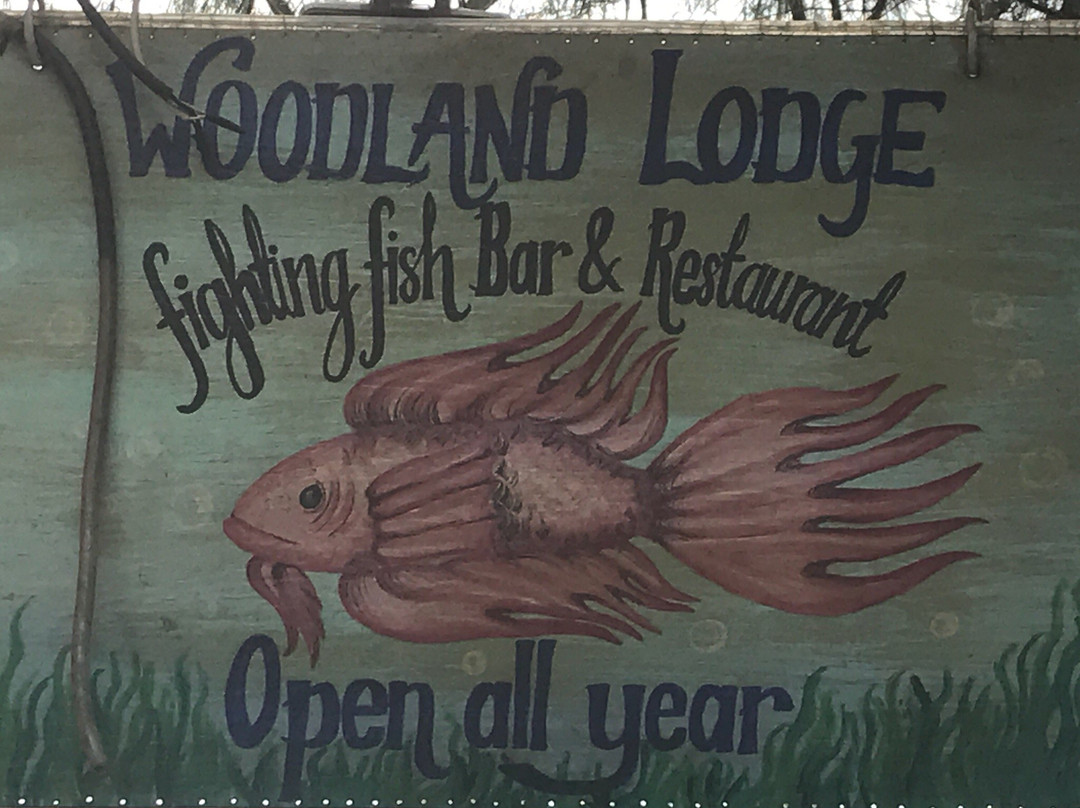 WOODLAND LODGE
fighting fish Bar & Restaurant
Open all year